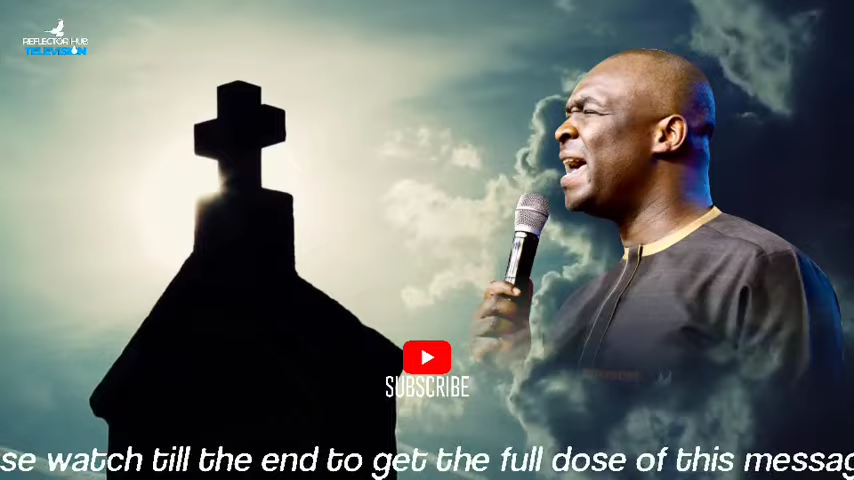 REFLECTOR HUB
TELEVISION
SUBSCRIBE
se watch till the end to get the full dose of this messag